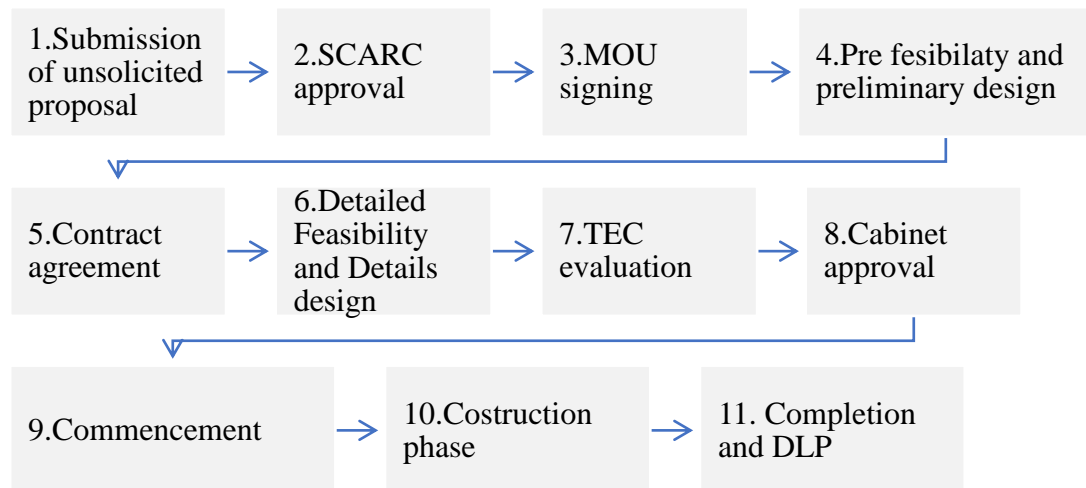 1.Submission
of unsolicited
proposal
2.SCARC
approval
3.MOU
signing
4.Pre fesibilaty and
preliminary design
5.Contract
agreement
6.Detailed
Feasibility
and Details
design
7.TEC
evaluation
8.Cabinet
approval
9.Commencement
10.Costruction
phase
11. Completion
and DLP